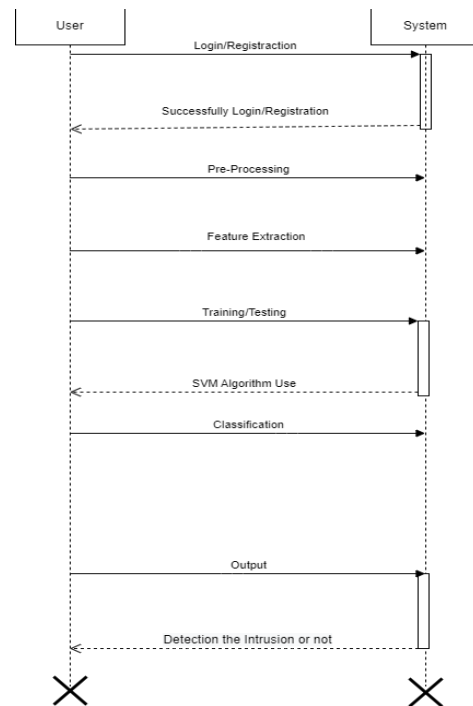 User
System
Login/Registraction
Successfully Login/Registration
Pre-Processing
Feature Extraction
Training/Testing
SVM Algorithm Use
Classification
Output
Detection the Intrusion or not